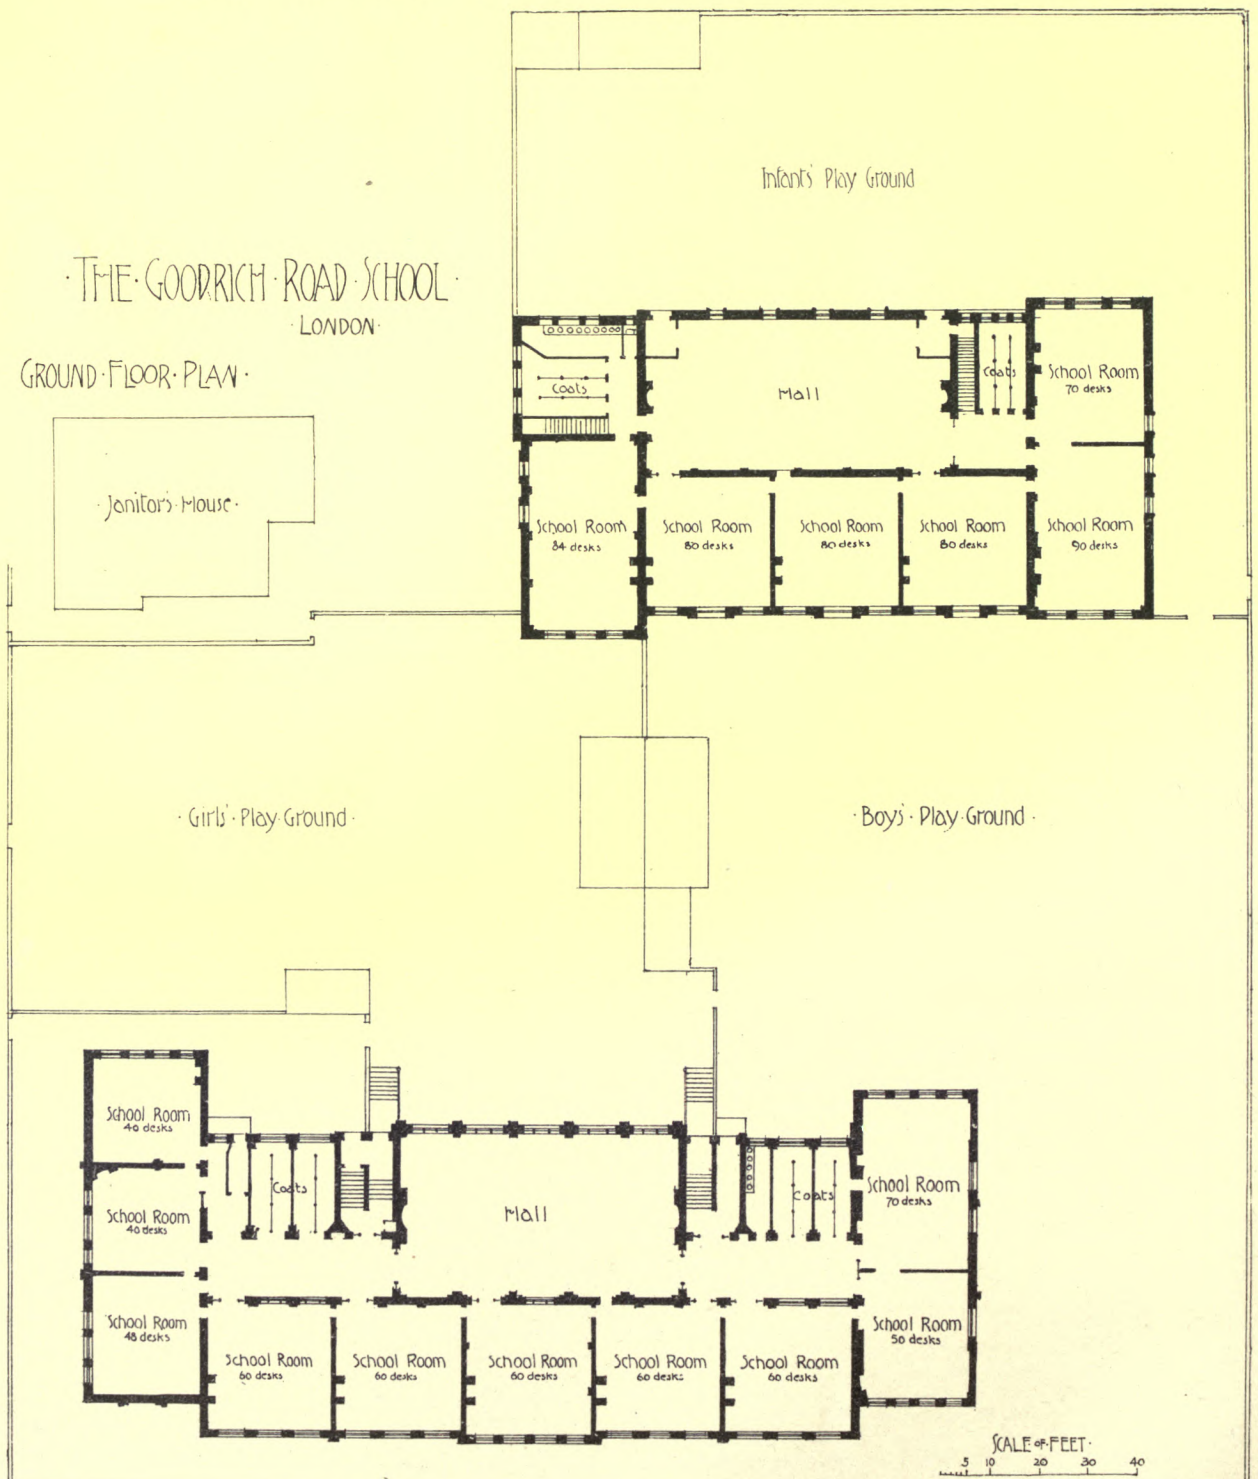 Infants' Play Ground
·THE·GOODRICH·ROAD·SCHOOL·
·LONDON·
GROUND·FLOOR·PLAN·
Coats
Hall
Coats
School Room
70 desks
·Janitor's·House·
School Room
84 desks
School Room
80 desks
School Room
80 desks
School Room
80 desks
School Room
90 desks
·Girls'·Play·Ground·
·Boys'·Play·Ground·
School Room
40 desks
School Room
40 desks
School Room
48 desks
Coats
Hall
Coats
School Room
70 desks
School Room
50 desks
School Room
60 desks
School Room
60 desks
School Room
60 desks
School Room
60 desks
School Room
60 desks
SCALE OF FEET·
5 10 20 30 40